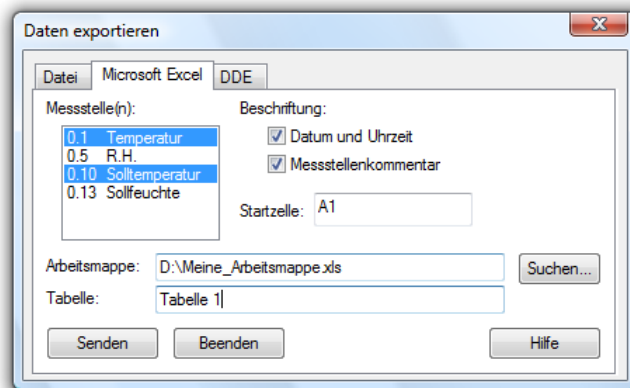 Daten exportieren
Datei Microsoft Excel DDE
Messstelle(n): Beschriftung:
0.1 Temperatur
0.5 R.H.
0.10 Solltemperatur
0.13 Sollfeuchte
Datum und Uhrzeit
Messstellenkommentar
Startzelle: A1
Arbeitsmappe: D:\Meine_Arbeitsmappe.xls Suchen...
Tabelle: Tabelle 1
Senden Beenden Hilfe